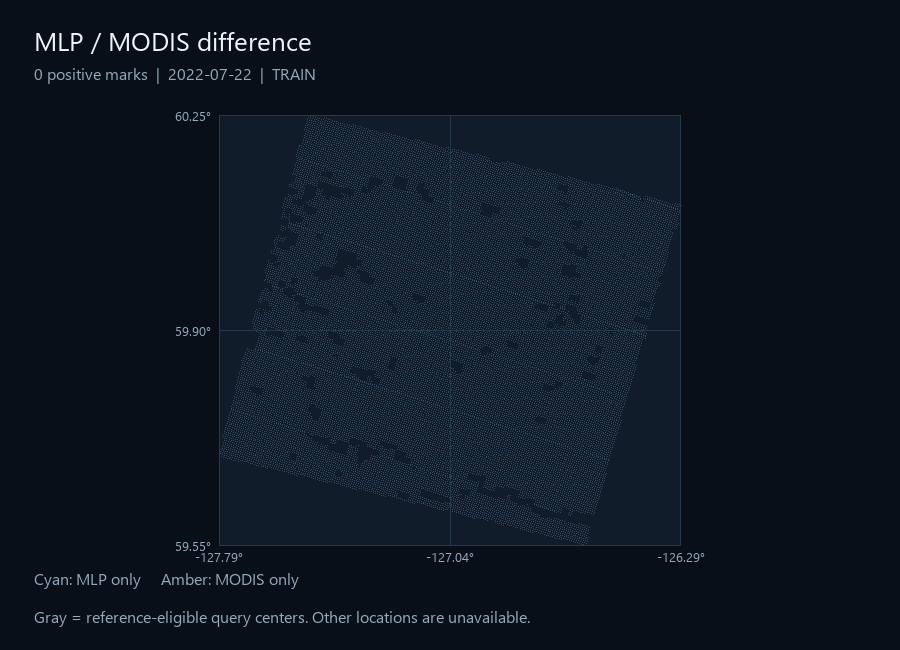 MLP / MODIS difference
0 positive marks | 2022-07-22 | TRAIN
60.25°
59.90°
59.55°
-127.79° -127.04° -126.29°
Cyan: MLP only Amber: MODIS only
Gray = reference-eligible query centers. Other locations are unavailable.